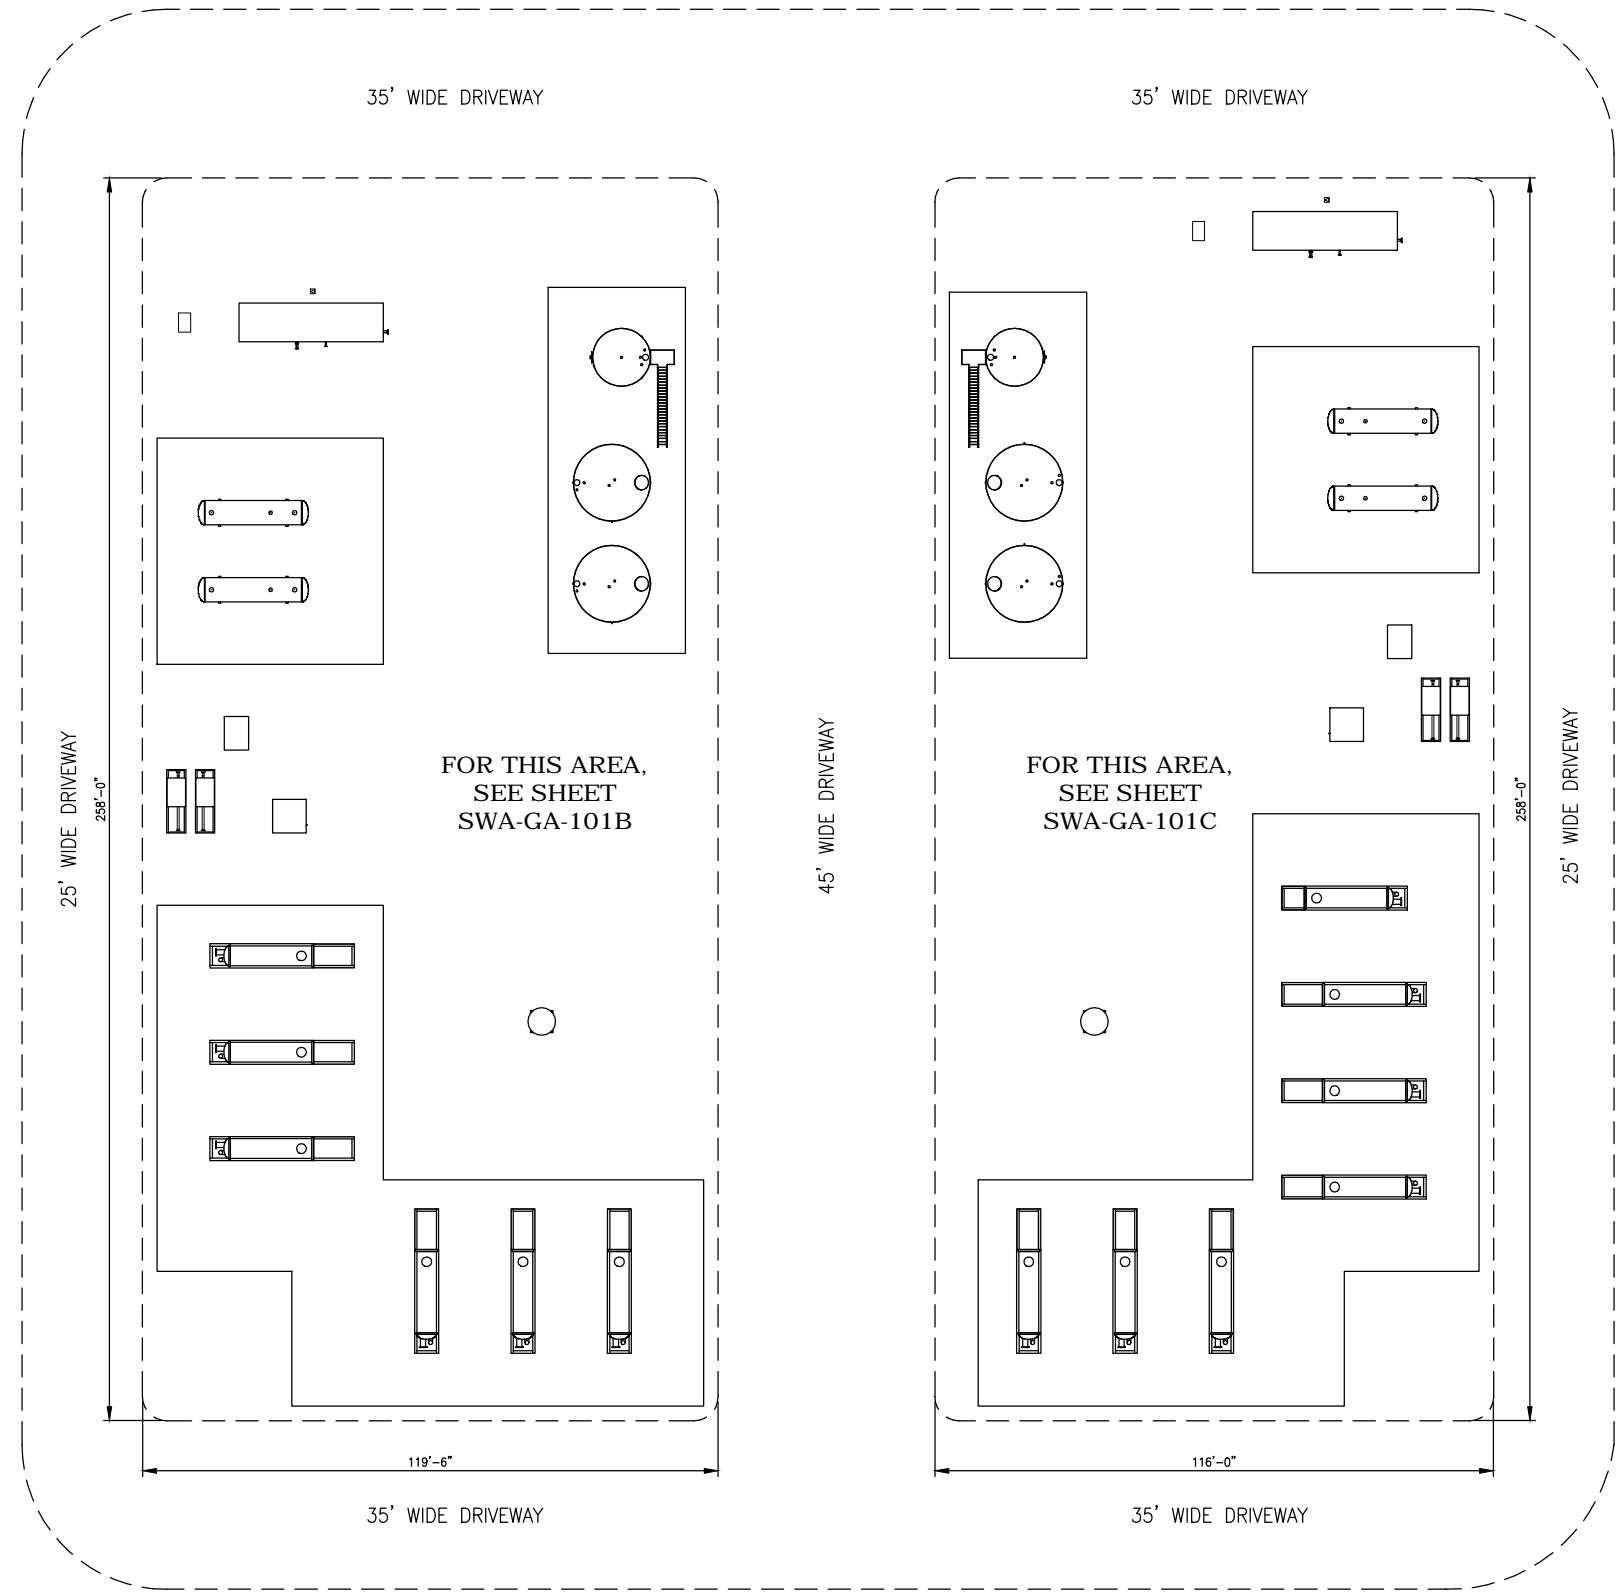 35' WIDE DRIVEWAY
35' WIDE DRIVEWAY
25' WIDE DRIVEWAY
258'-0"
FOR THIS AREA,
SEE SHEET
SWA-GA-101B
45' WIDE DRIVEWAY
FOR THIS AREA,
SEE SHEET
SWA-GA-101C
258'-0"
25' WIDE DRIVEWAY
119'-6"
116'-0"
35' WIDE DRIVEWAY
35' WIDE DRIVEWAY